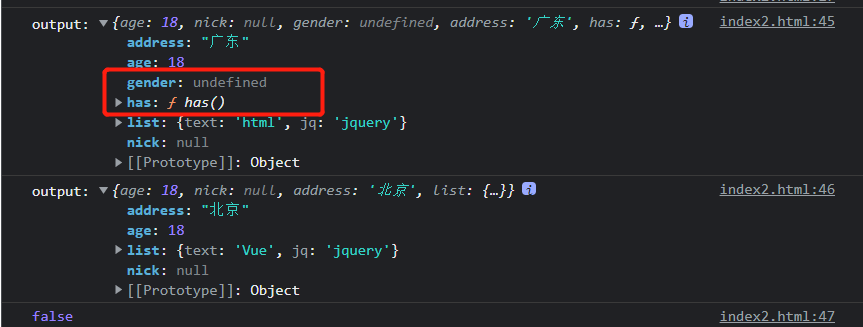 output: ▼{age: 18, nick: null, gender: undefined, address: '广东', has: ƒ, …} i index2.html:45
address: "广东"
age: 18
gender: undefined
▶ has: ƒ has()
▶ list: {text: 'html', jq: 'jquery'}
nick: null
▶ [[Prototype]]: Object
output: ▼{age: 18, nick: null, address: '北京', list: {…}} i index2.html:46
address: "北京"
age: 18
▶ list: {text: 'Vue', jq: 'jquery'}
nick: null
▶ [[Prototype]]: Object
false index2.html:47